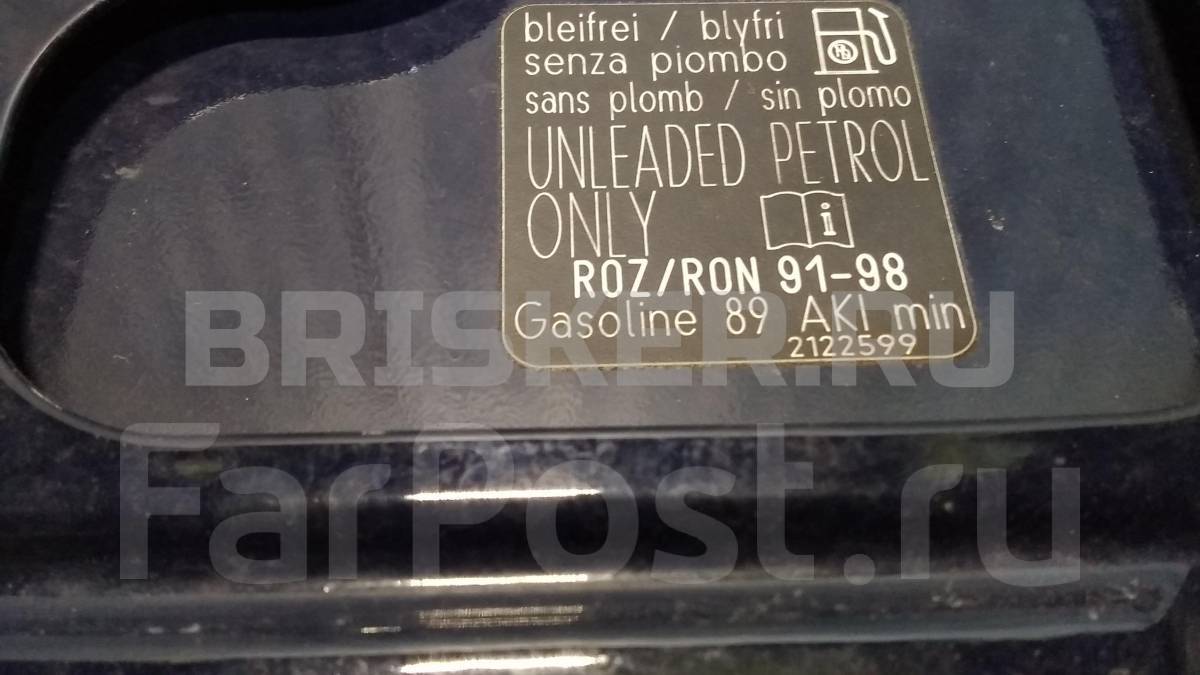 bleifrei / blyfri
senza piombo
Pb
sans plomb / sin plomo
UNLEADED PETROL
ONLY
i
ROZ/RON 91-98
Gasoline 89 AKI min
2122599
BRISKER.RU
FarPost.ru